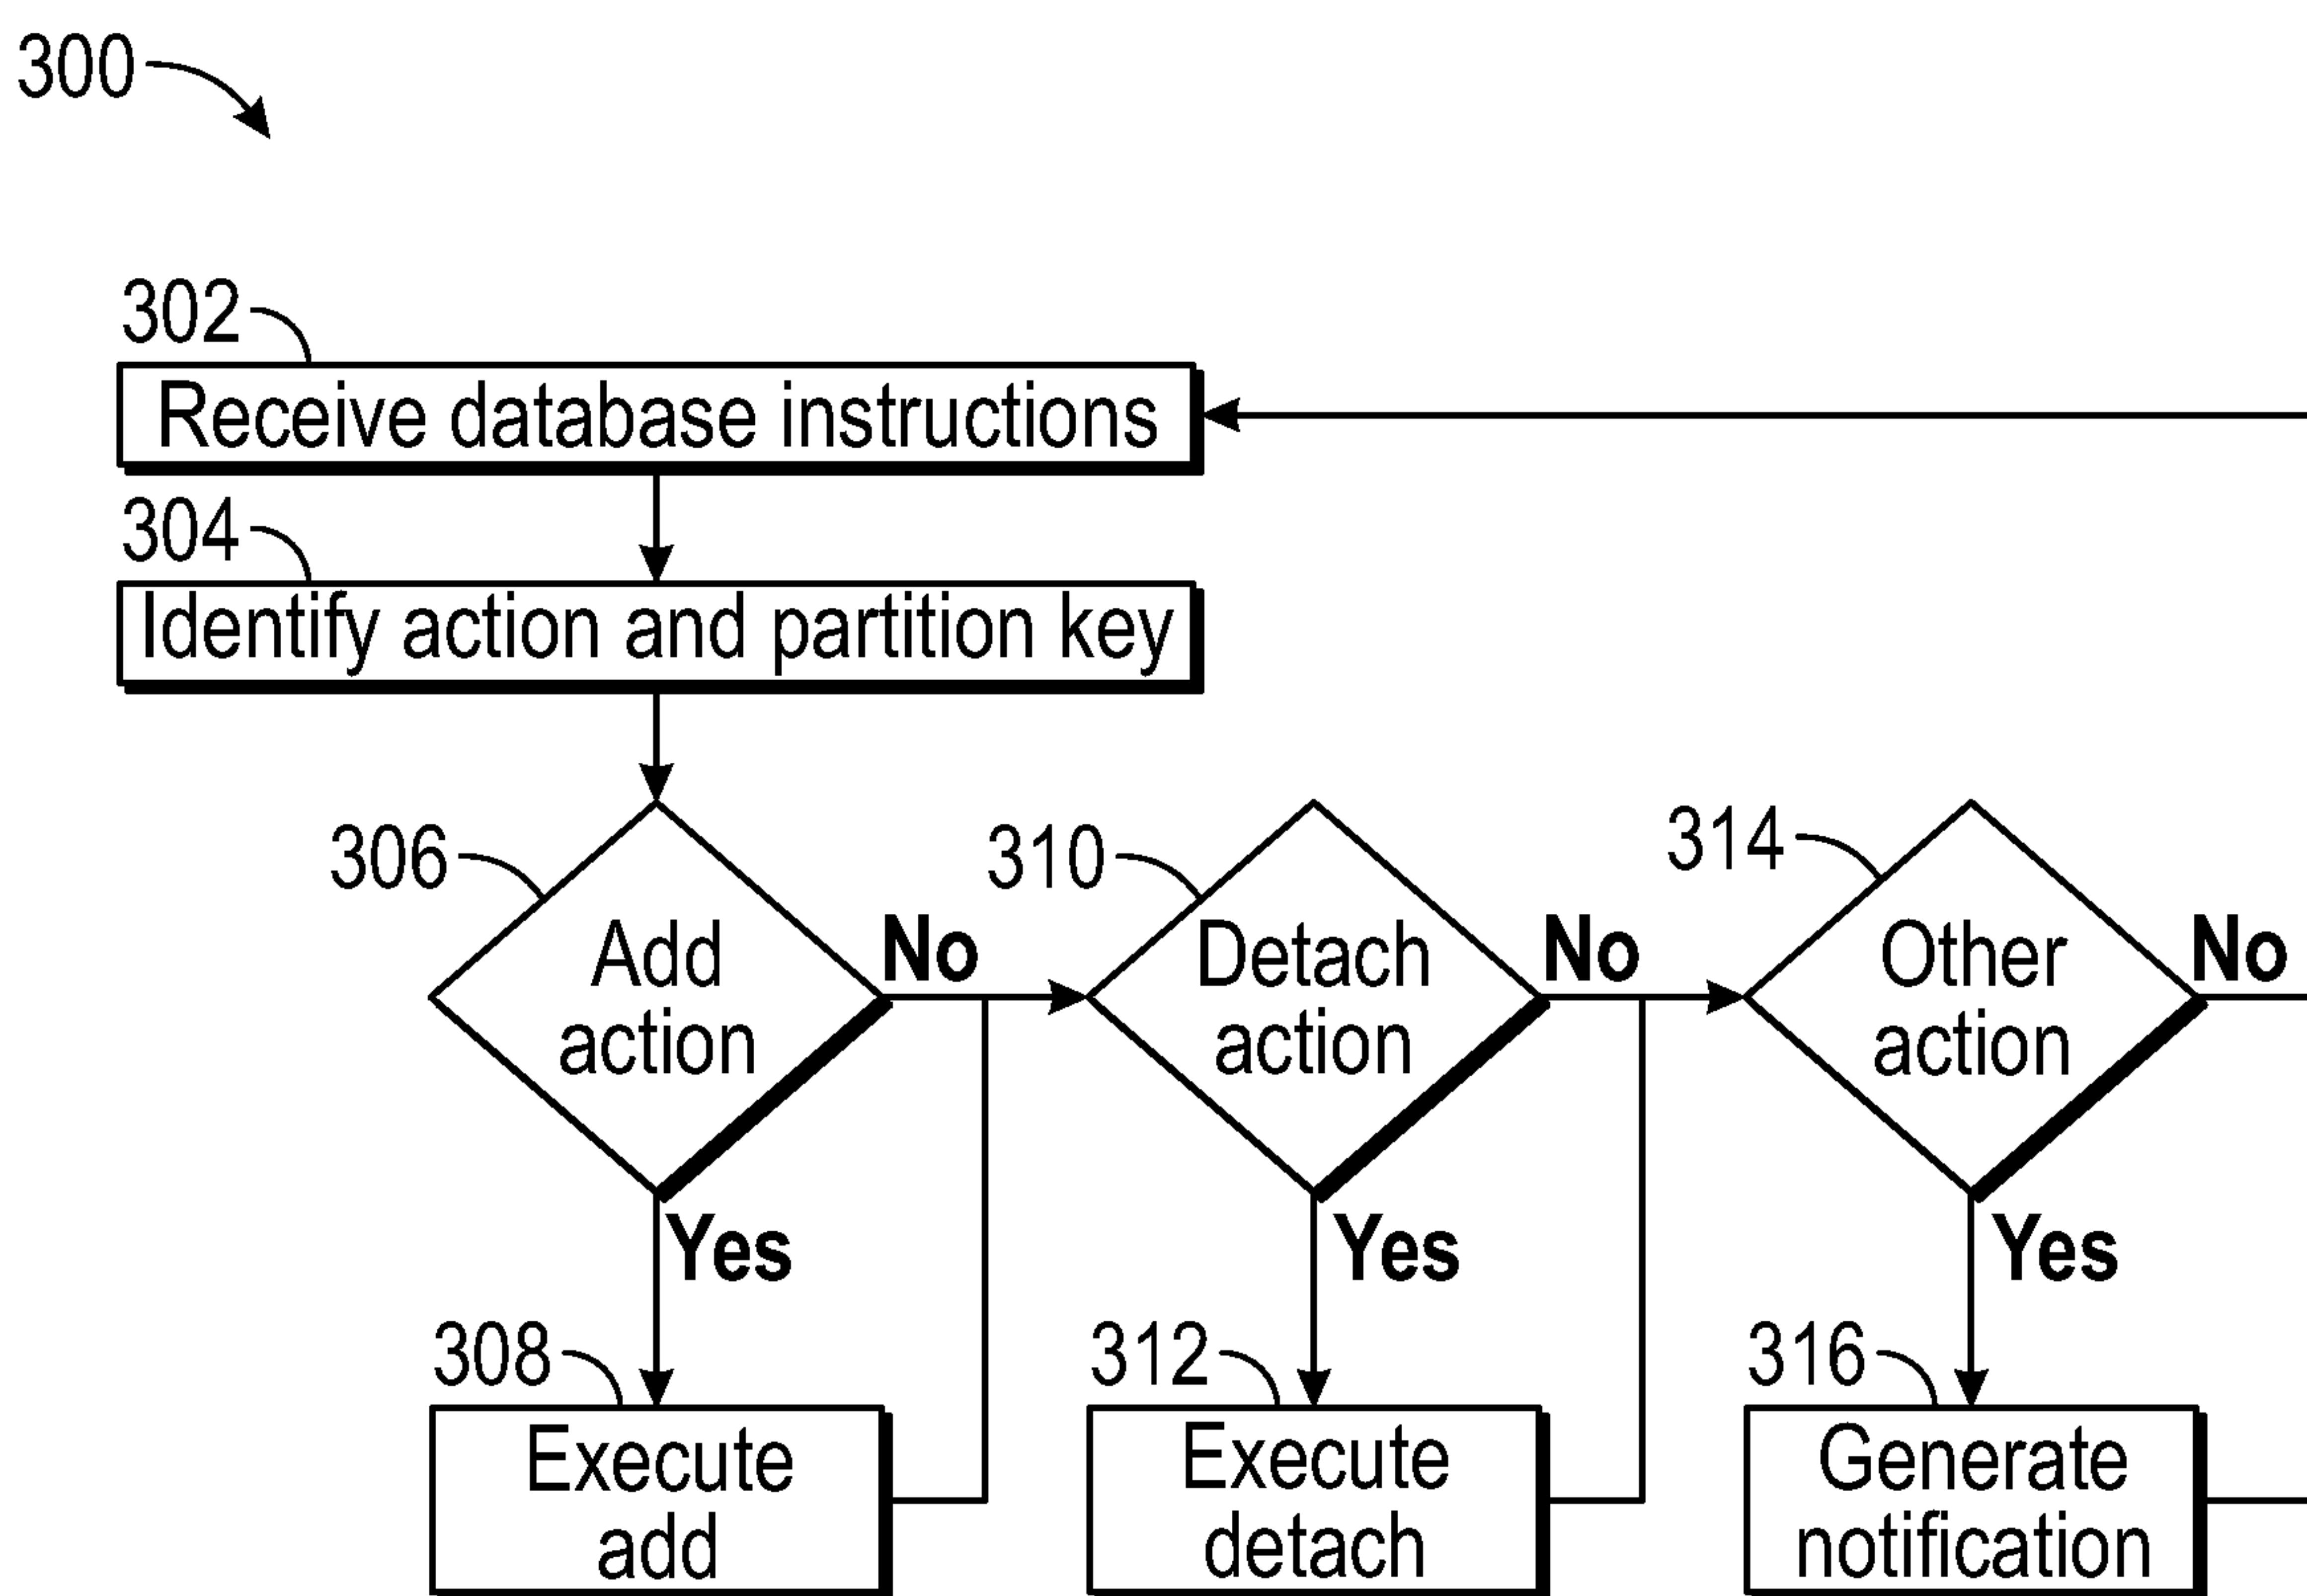 300
302
Receive database instructions
304
Identify action and partition key
306
Add
action
No
310
Detach
action
No
314
Other
action
No
Yes
Yes
Yes
308
Execute
add
312
Execute
detach
316
Generate
notification